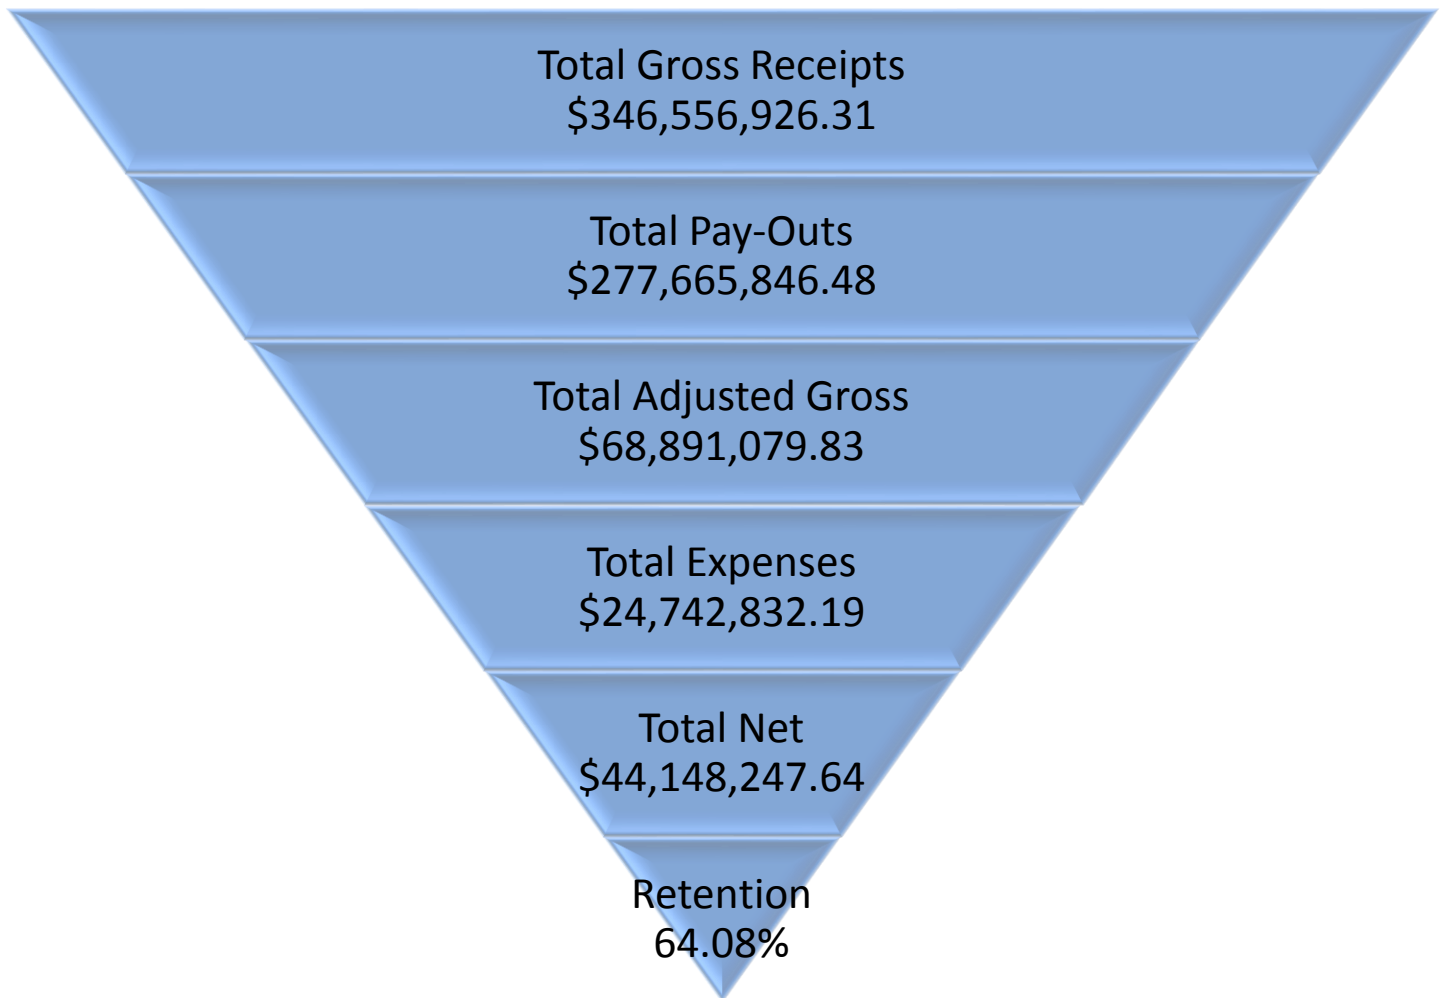 Total Gross Receipts
$346,556,926.31
Total Pay-Outs
$277,665,846.48
Total Adjusted Gross
$68,891,079.83
Total Expenses
$24,742,832.19
Total Net
$44,148,247.64
Retention
64.08%